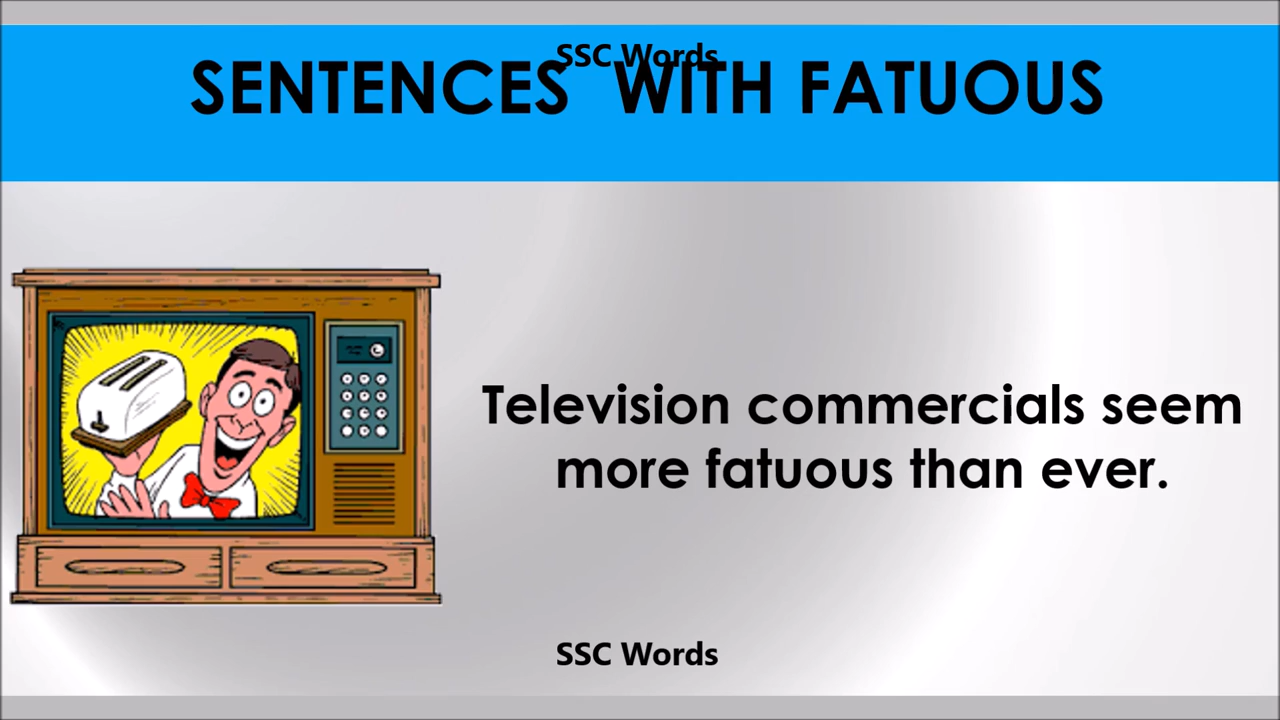 SSC Words
SENTENCES WITH FATUOUS
Television commercials seem
more fatuous than ever.
SSC Words